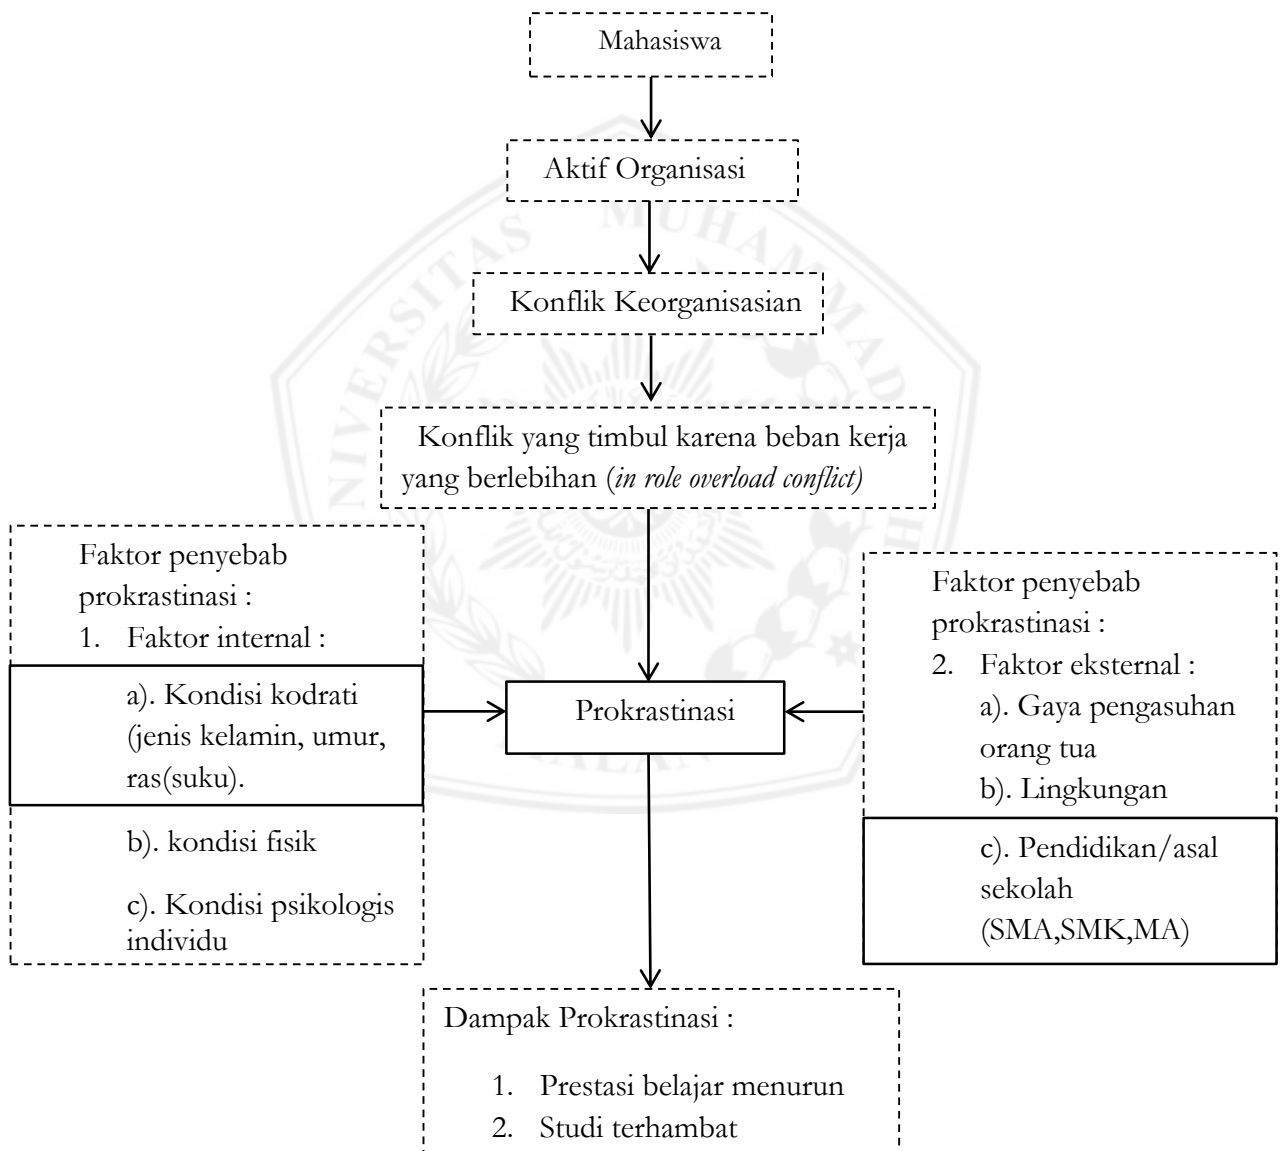 Mahasiswa
Aktif Organisasi
Konflik Keorganisasian
Konflik yang timbul karena beban kerja
yang berlebihan (in role overload conflict)
Faktor penyebab
prokrastinasi :
1. Faktor internal :
a). Kondisi kodrati
(jenis kelamin, umur,
ras(suku).
b). kondisi fisik
c). Kondisi psikologis
individu
Prokrastinasi
Faktor penyebab
prokrastinasi :
2. Faktor eksternal :
a). Gaya pengasuhan
orang tua
b). Lingkungan
c). Pendidikan/asal
sekolah
(SMA,SMK,MA)
Dampak Prokrastinasi :
1. Prestasi belajar menurun
2. Studi terhambat
UNIVERSITAS MUHAMMADIYAH